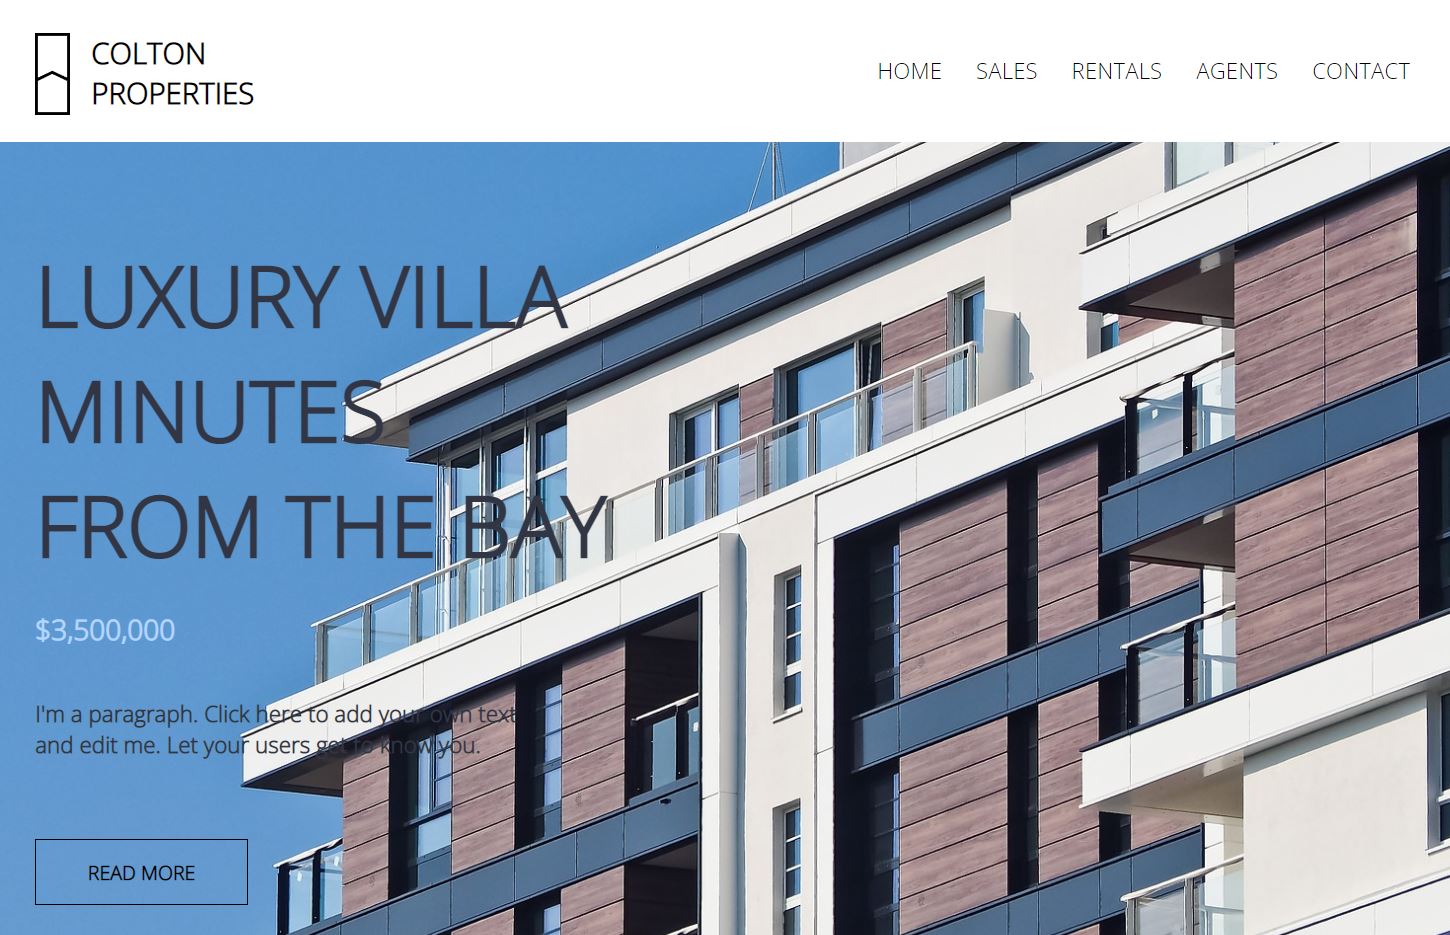 COLTON
PROPERTIES
HOME SALES RENTALS AGENTS CONTACT
LUXURY VILLA
MINUTES
FROM THE BAY
$3,500,000
I'm a paragraph. Click here to add your own text
and edit me. Let your users get to know you.
READ MORE